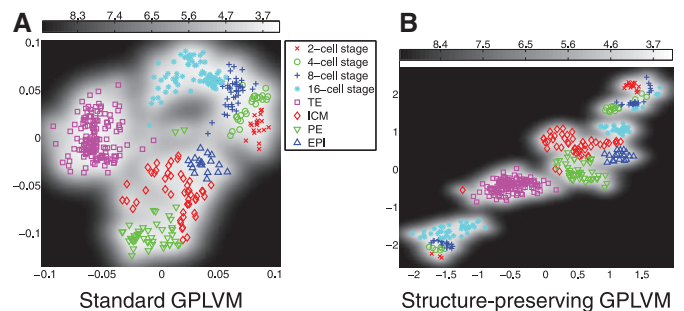 A
8.3 7.4 6.5 5.6 4.6 3.7
0.1
0.05
0
−0.05
−0.1
−0.1 −0.05 0 0.05 0.1
Standard GPLVM
2−cell stage
4−cell stage
8−cell stage
16−cell stage
TE
ICM
PE
EPI
B
8.4 7.5 6.5 5.6 4.6 3.7
2
1
0
−1
−2
−2 −1.5 −1 −0.5 0 0.5 1 1.5
Structure-preserving GPLVM